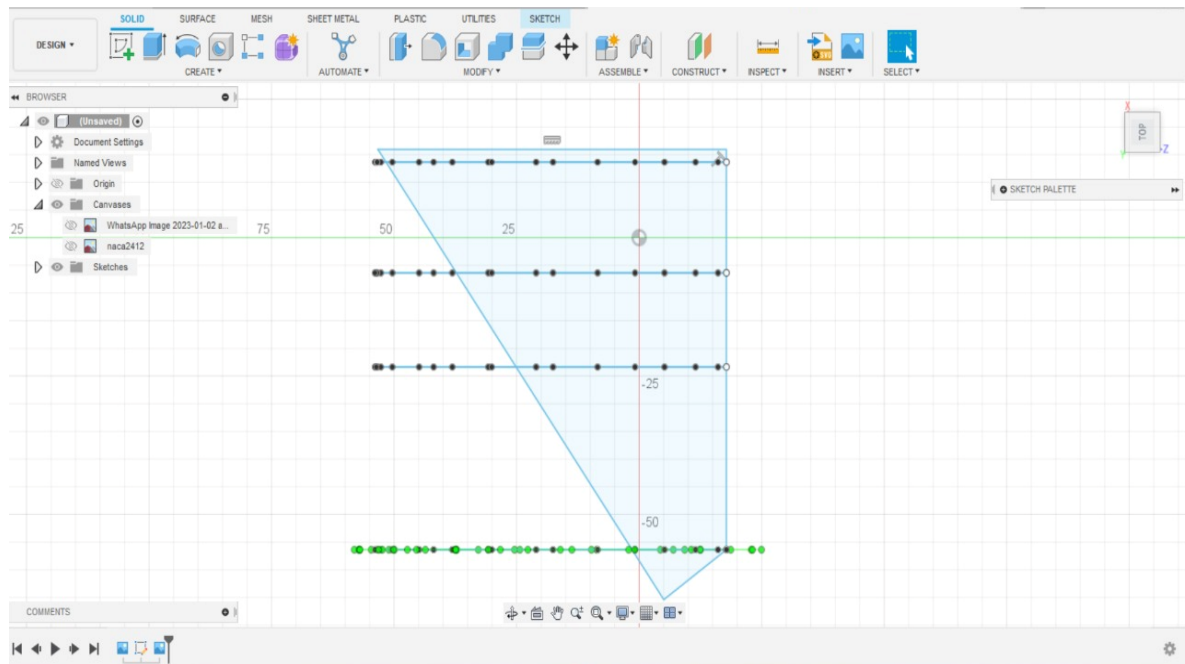 SOLID SURFACE MESH SHEET METAL PLASTIC UTILITIES SKETCH
DESIGN ▾
CREATE ▾ AUTOMATE ▾ MODIFY ▾ ASSEMBLE ▾ CONSTRUCT ▾ INSPECT ▾ INSERT ▾ SELECT ▾
BROWSER
(Unsaved)
Document Settings
Named Views
Origin
Canvases
WhatsApp Image 2023-01-02 a...
naca2412
Sketches
X
TOP
Z
Y
SKETCH PALETTE
25 75 50 25
-25
-50
COMMENTS